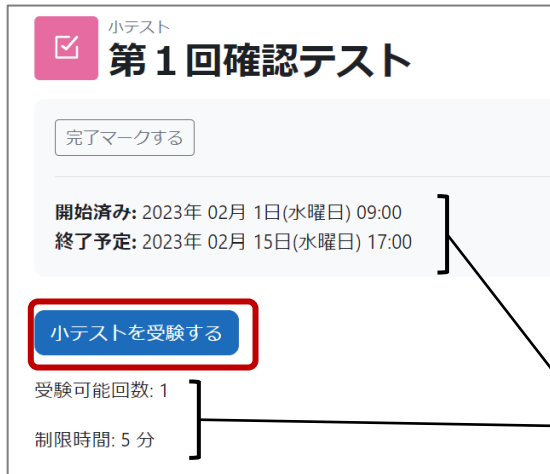 小テスト
第１回確認テスト
完了マークする
開始済み: 2023年 02月 1日(水曜日) 09:00
終了予定: 2023年 02月 15日(水曜日) 17:00
小テストを受験する
受験可能回数: 1
制限時間: 5 分